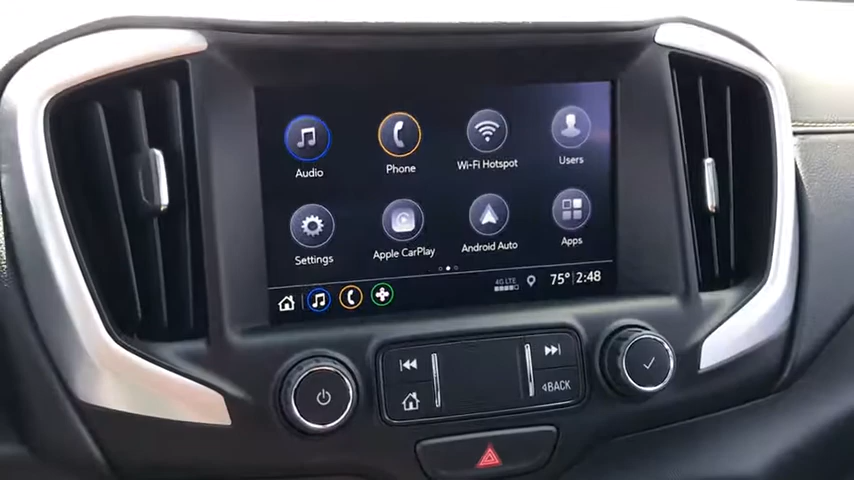 Audio
Phone
Wi-Fi Hotspot
Users
Settings
Apple CarPlay
Android Auto
Apps
4G LTE
75° 2:48
BACK